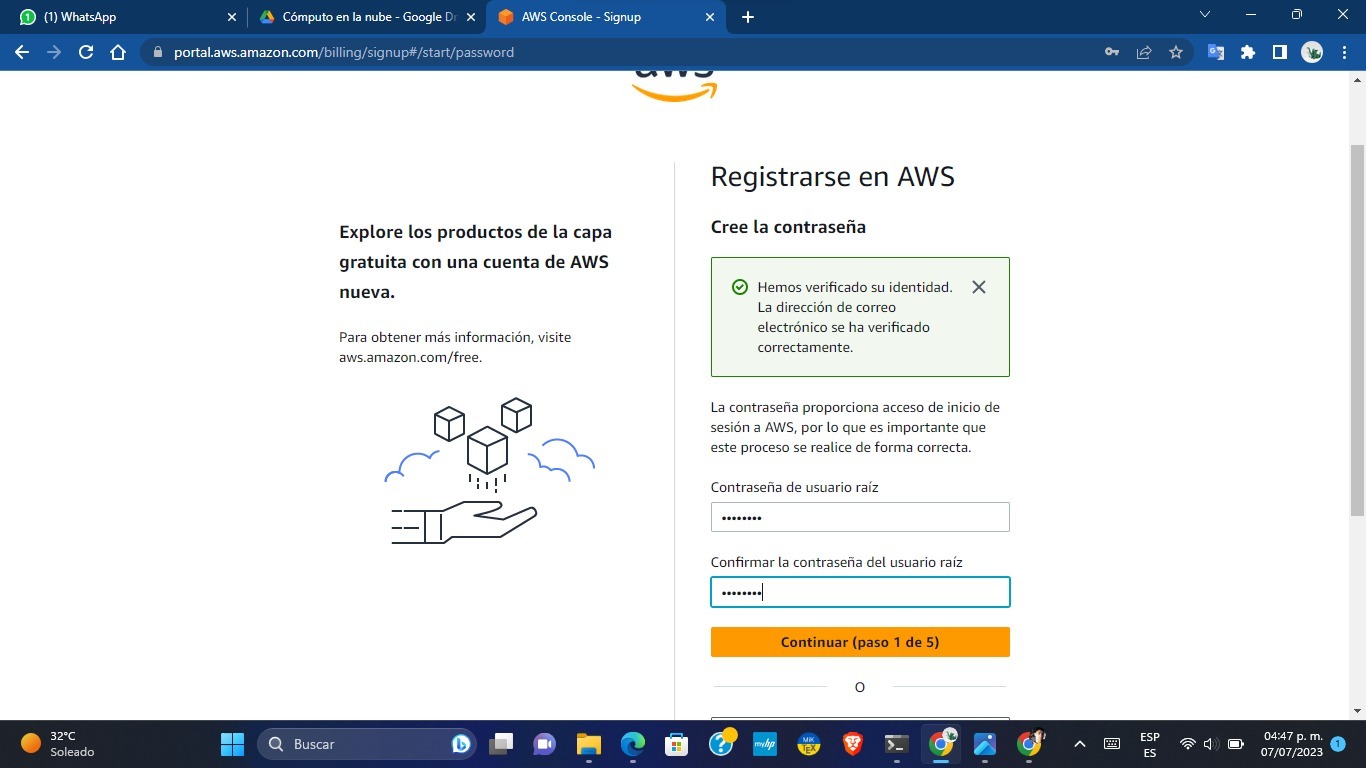 (1) WhatsApp
Cómputo en la nube - Google Dr
AWS Console - Signup
portal.aws.amazon.com/billing/signup#/start/password
aws
Explore los productos de la capa
gratuita con una cuenta de AWS
nueva.
Para obtener más información, visite
aws.amazon.com/free.
Registrarse en AWS
Cree la contraseña
Hemos verificado su identidad.
La dirección de correo
electrónico se ha verificado
correctamente.
La contraseña proporciona acceso de inicio de
sesión a AWS, por lo que es importante que
este proceso se realice de forma correcta.
Contraseña de usuario raíz
••••••••
Confirmar la contraseña del usuario raíz
••••••••
Continuar (paso 1 de 5)
O
32°C
Soleado
Buscar
myhp
MiK
TEX
ESP
ES
04:47 p. m.
07/07/2023
1